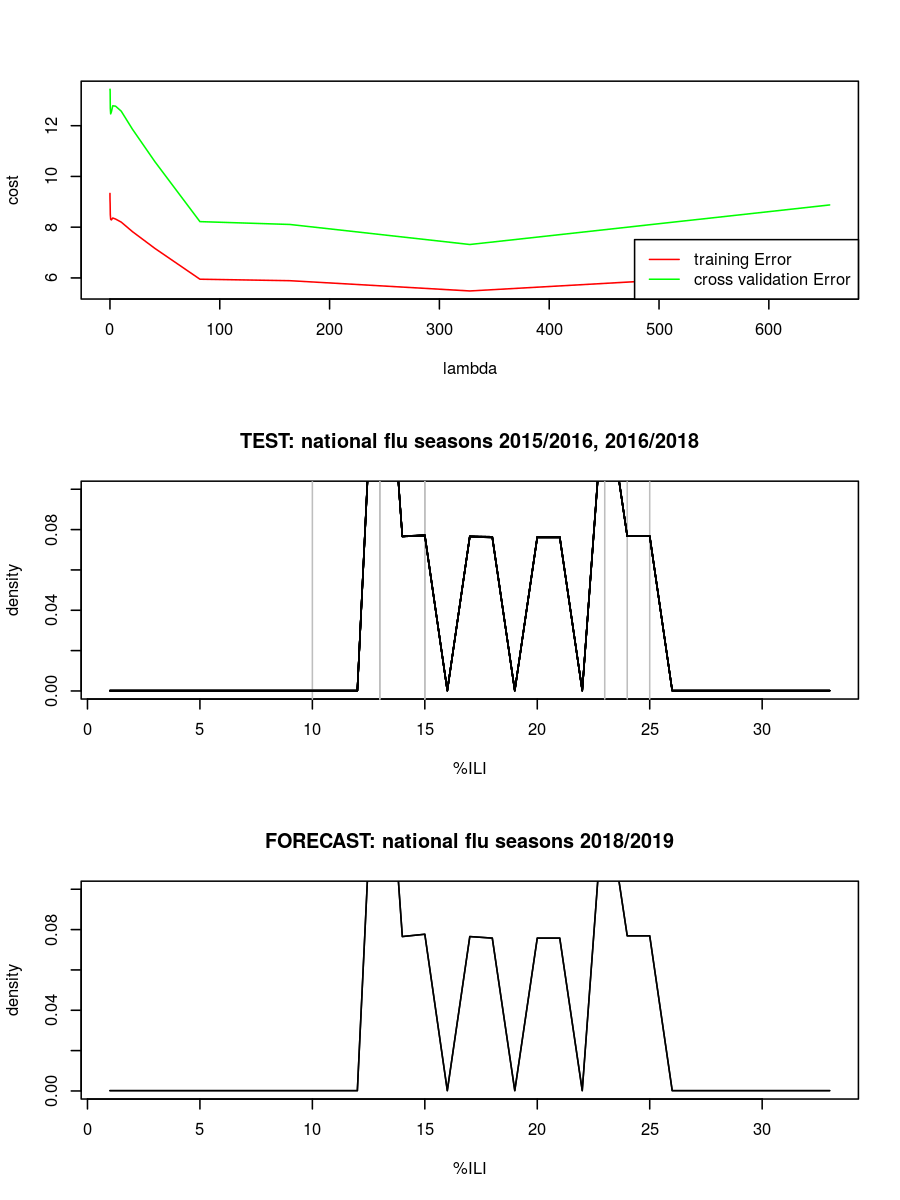 12
10
8
6
cost
training Error
cross validation Error
0 100 200 300 400 500 600
lambda
TEST: national flu seasons 2015/2016, 2016/2018
0.08
0.04
0.00
density
0 5 10 15 20 25 30
%ILI
FORECAST: national flu seasons 2018/2019
0.08
0.04
0.00
density
0 5 10 15 20 25 30
%ILI